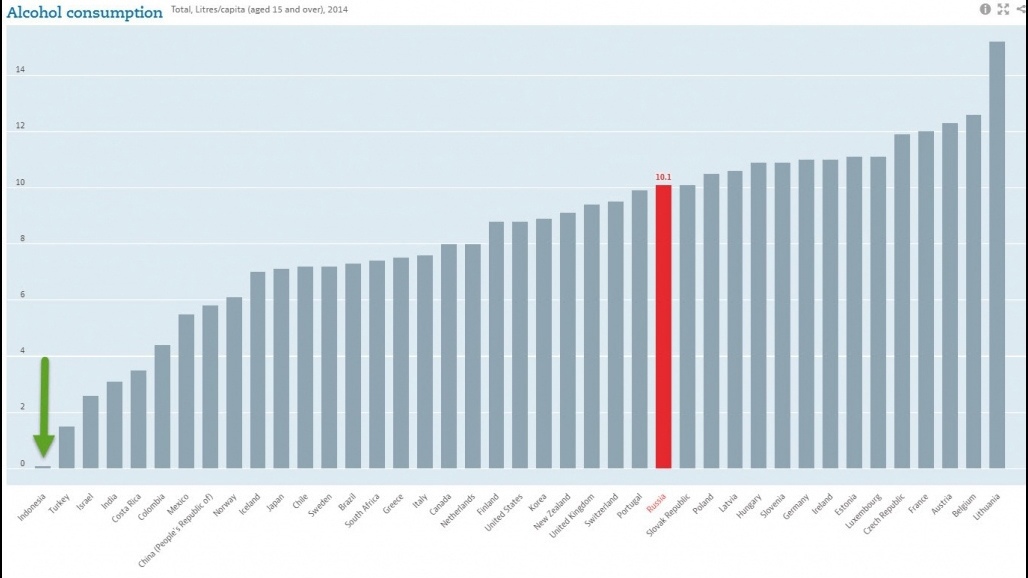 Alcohol consumption Total, Litres/capita (aged 15 and over), 2014
14
12
10
8
6
4
2
0
10.1
Indonesia
Turkey
Israel
India
Costa Rica
Colombia
Mexico
China (People's Republic of)
Norway
Iceland
Japan
Chile
Sweden
Brazil
South Africa
Greece
Italy
Canada
Netherlands
Finland
United States
Korea
New Zealand
United Kingdom
Switzerland
Portugal
Russia
Slovak Republic
Poland
Latvia
Hungary
Slovenia
Germany
Ireland
Estonia
Luxembourg
Czech Republic
France
Austria
Belgium
Lithuania